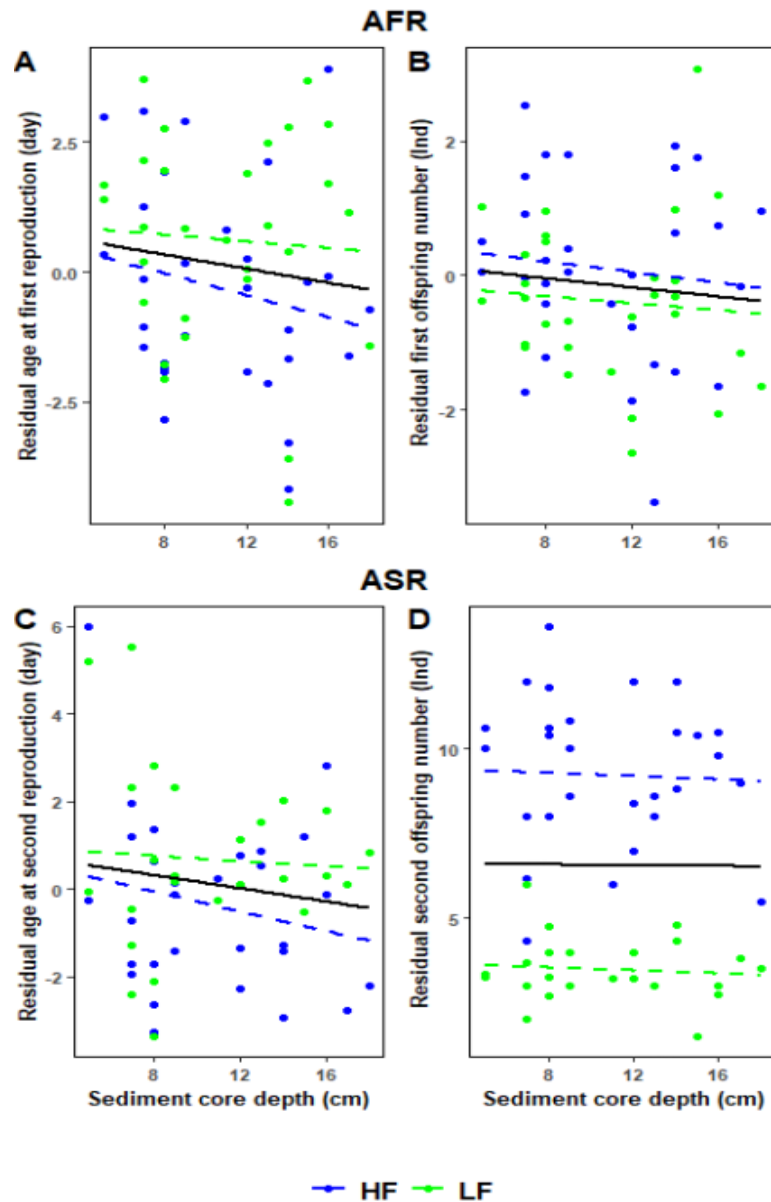 AFR
A
B
Residual age at first reproduction (day)
2.5
0.0
-2.5
8
12
16
Residual first offspring number (Ind)
2
0
-2
8
12
16
ASR
C
D
Residual age at second reproduction (day)
6
4
2
0
-2
8
12
16
Sediment core depth (cm)
Residual second offspring number (Ind)
10
5
8
12
16
Sediment core depth (cm)
HF
LF